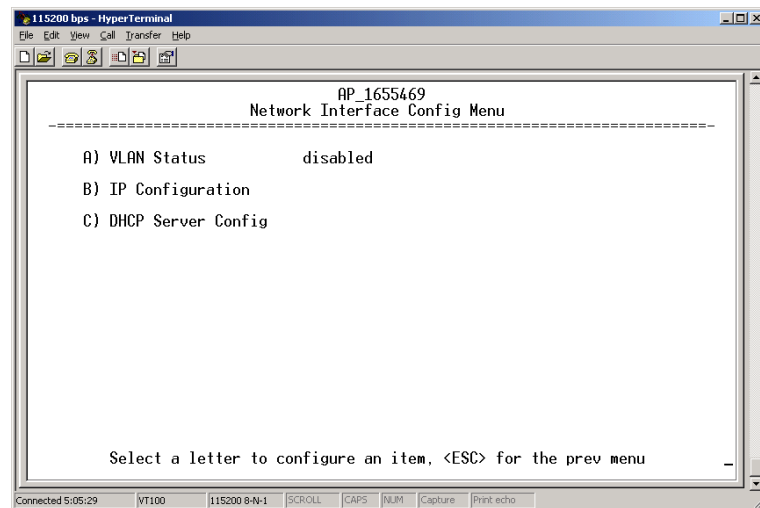 115200 bps - HyperTerminal
File Edit View Call Transfer Help
AP_1655469
Network Interface Config Menu
-==========================================================================-
A) VLAN Status disabled
B) IP Configuration
C) DHCP Server Config
Select a letter to configure an item, <ESC> for the prev menu _
Connected 5:05:29 VT100 115200 8-N-1 SCROLL CAPS NUM Capture Print echo